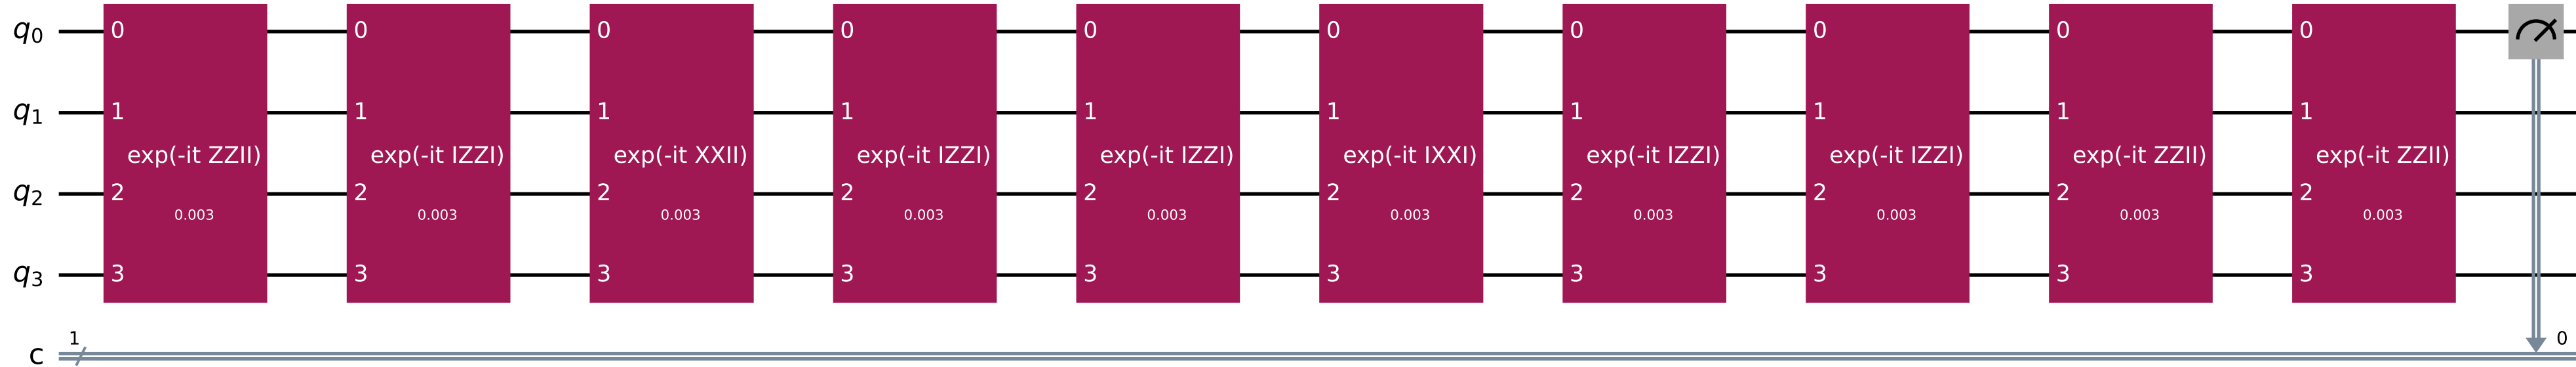 q0 0 0 0 0 0 0 0 0 0 0
q1 1 1 1 1 1 1 1 1 1 1
exp(-it ZZII) exp(-it IZZI) exp(-it XXII) exp(-it IZZI) exp(-it IZZI) exp(-it IXXI) exp(-it IZZI) exp(-it IZZI) exp(-it ZZII) exp(-it ZZII)
q2 2 2 2 2 2 2 2 2 2 2
0.003 0.003 0.003 0.003 0.003 0.003 0.003 0.003 0.003 0.003
q3 3 3 3 3 3 3 3 3 3 3
1 0
c